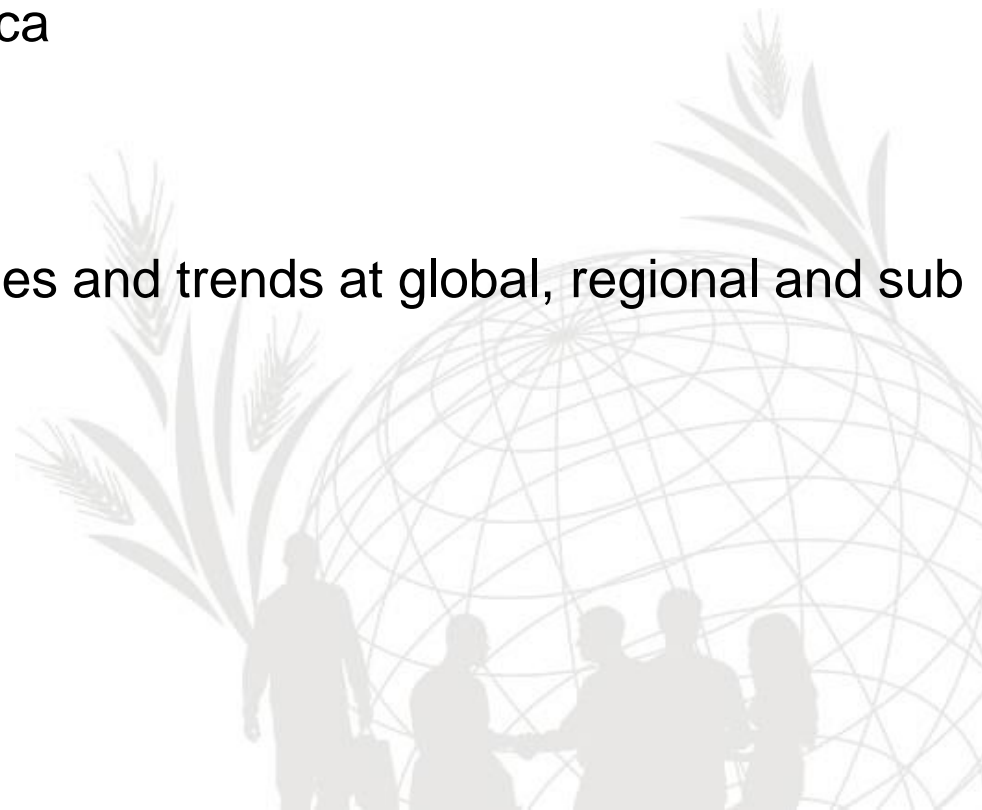 ca
es and trends at global, regional and sub